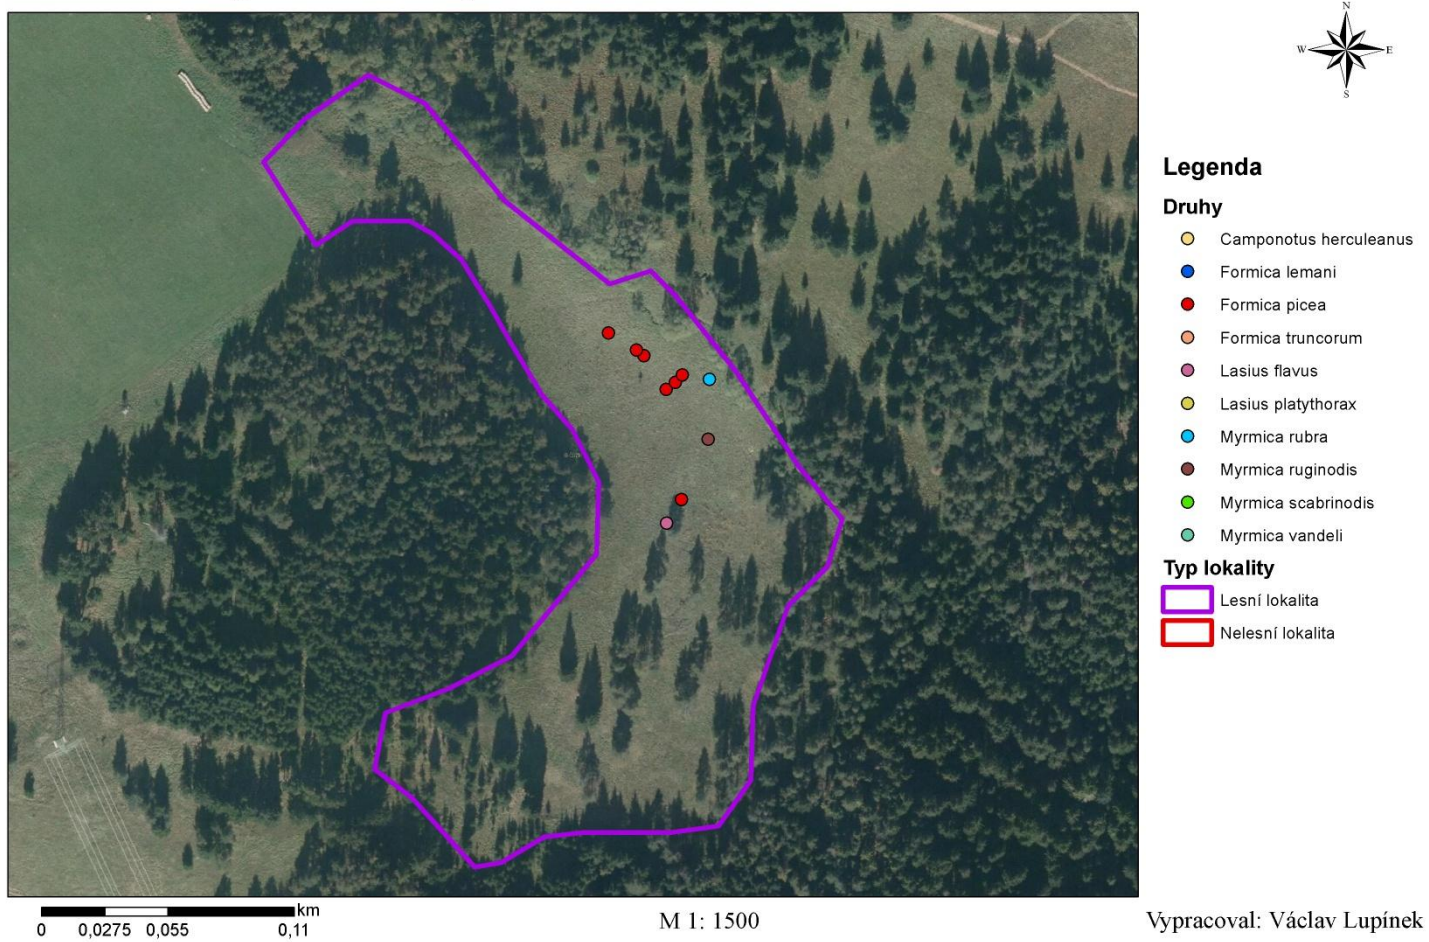 N
W E
S
Legenda
Druhy
Camponotus herculeanus
Formica lemani
Formica picea
Formica truncorum
Lasius flavus
Lasius platythorax
Myrmica rubra
Myrmica ruginodis
Myrmica scabrinodis
Myrmica vandeli
Typ lokality
Lesní lokalita
Nelesní lokalita
km
0 0,0275 0,055 0,11
M 1: 1500
Vypracoval: Václav Lupínek